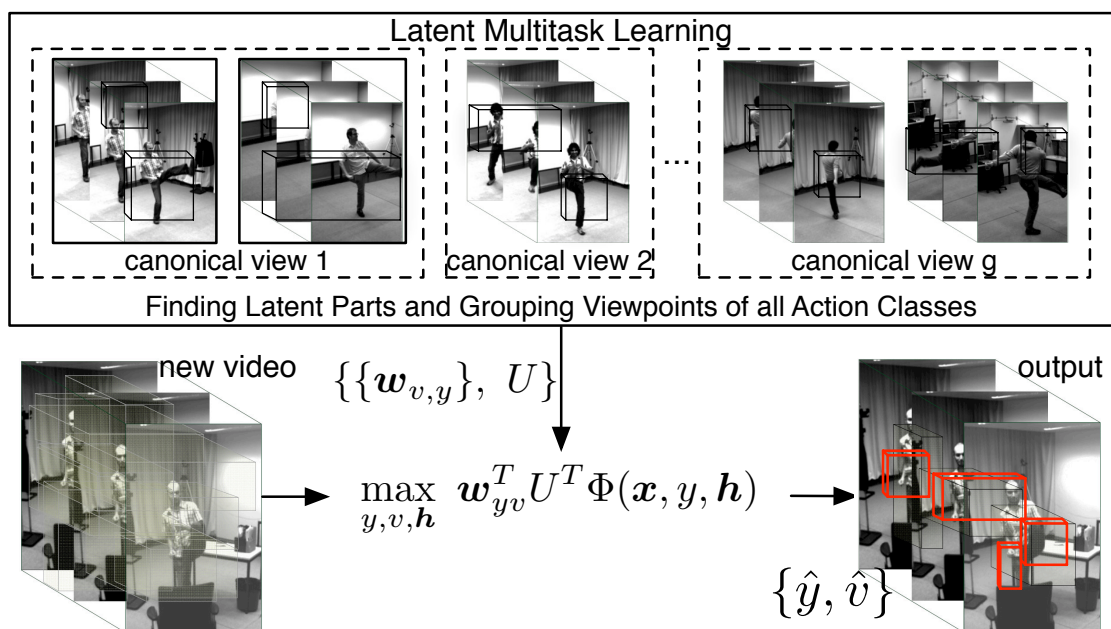 Latent Multitask Learning
...
canonical view 1 canonical view 2 canonical view g
Finding Latent Parts and Grouping Viewpoints of all Action Classes
new video
{{w_{v,y}}, U}
output
max_{y,v,h} w_{yv}^T U^T Φ(x, y, h)
{ŷ, v̂}